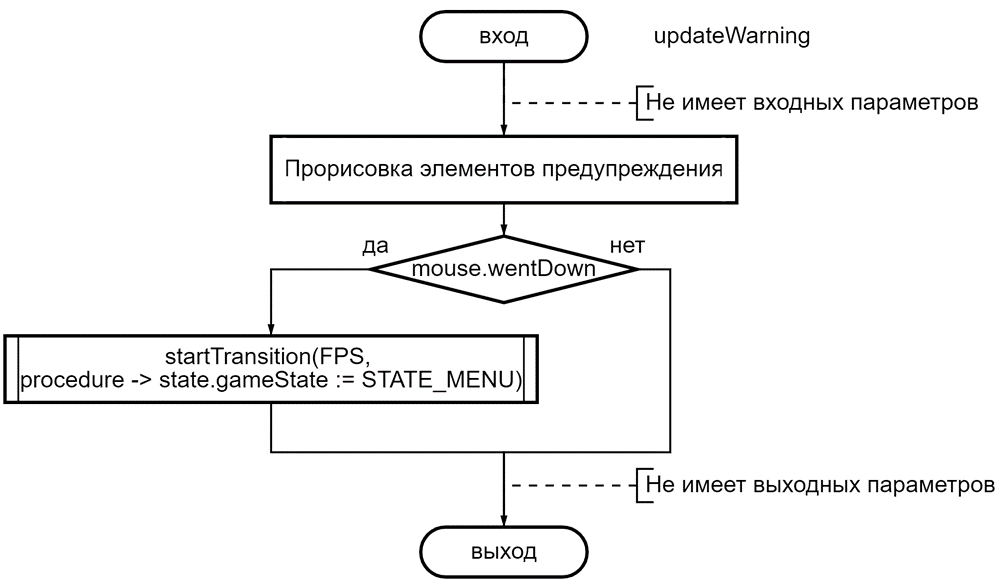 вход
updateWarning
Не имеет входных параметров
Прорисовка элементов предупреждения
да
нет
mouse.wentDown
startTransition(FPS,
procedure -> state.gameState := STATE_MENU)
Не имеет выходных параметров
выход